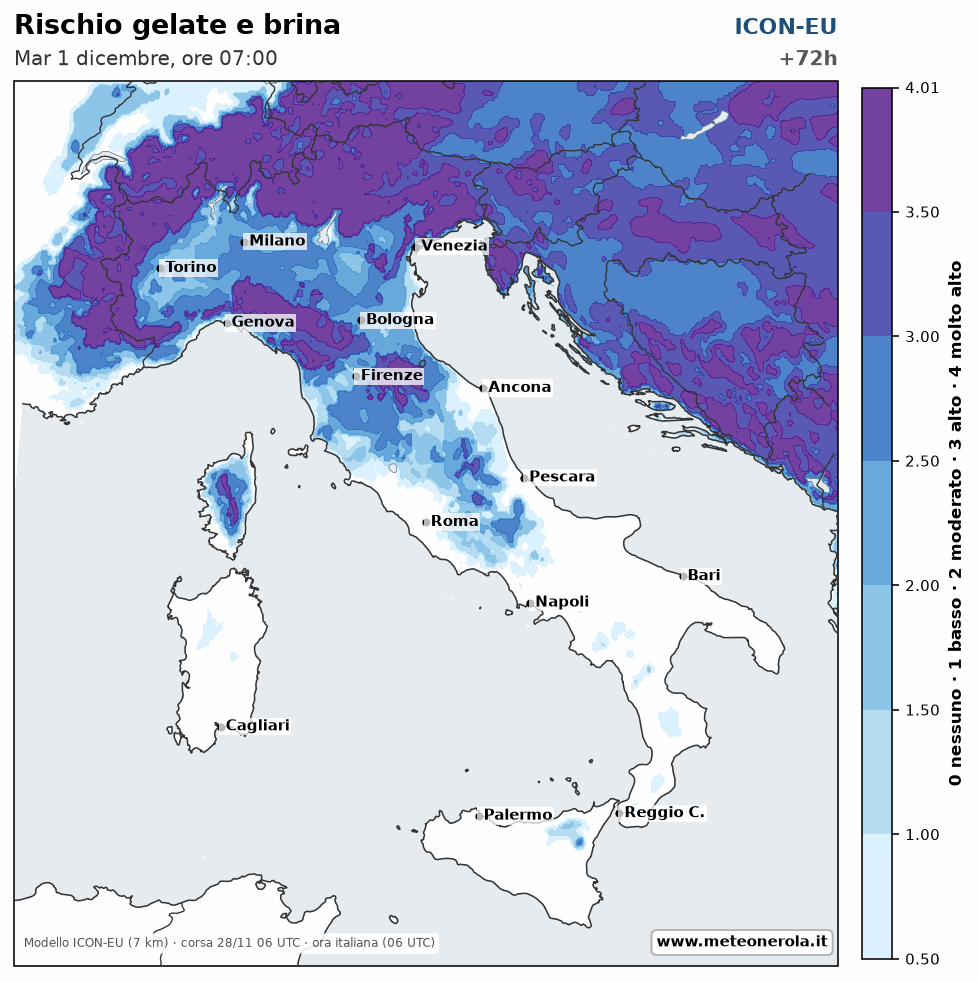 Rischio gelate e brina
ICON-EU
Mar 1 dicembre, ore 07:00
+72h
4.01
3.50
3.00
2.50
2.00
1.50
1.00
0.50
0 nessuno · 1 basso · 2 moderato · 3 alto · 4 molto alto
Milano
Venezia
Torino
Genova
Bologna
Firenze
Ancona
Pescara
Roma
Bari
Napoli
Cagliari
Palermo
Reggio C.
Modello ICON-EU (7 km) · corsa 28/11 06 UTC · ora italiana (06 UTC)
www.meteonerola.it